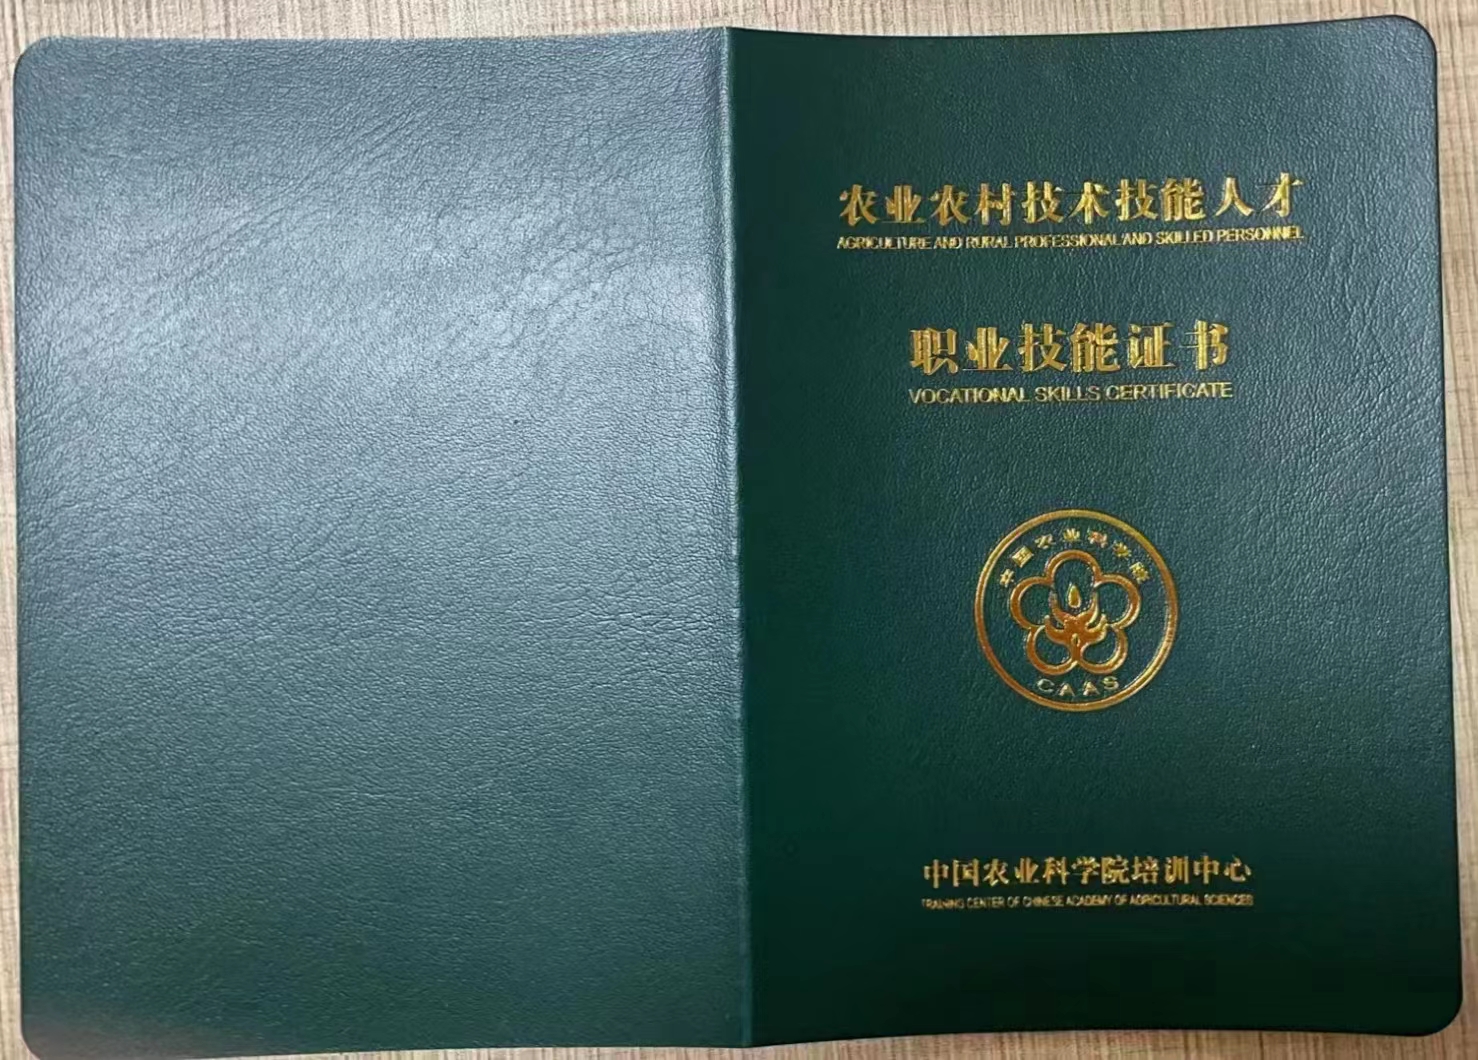 农业农村技术技能人才
AGRICULTURE AND RURAL PROFESSIONAL AND SKILLED PERSONNEL
职业技能证书
VOCATIONAL SKILLS CERTIFICATE
中国农业科学院
CAAS
中国农业科学院培训中心
TRAINING CENTER OF CHINESE ACADEMY OF AGRICULTURAL SCIENCES